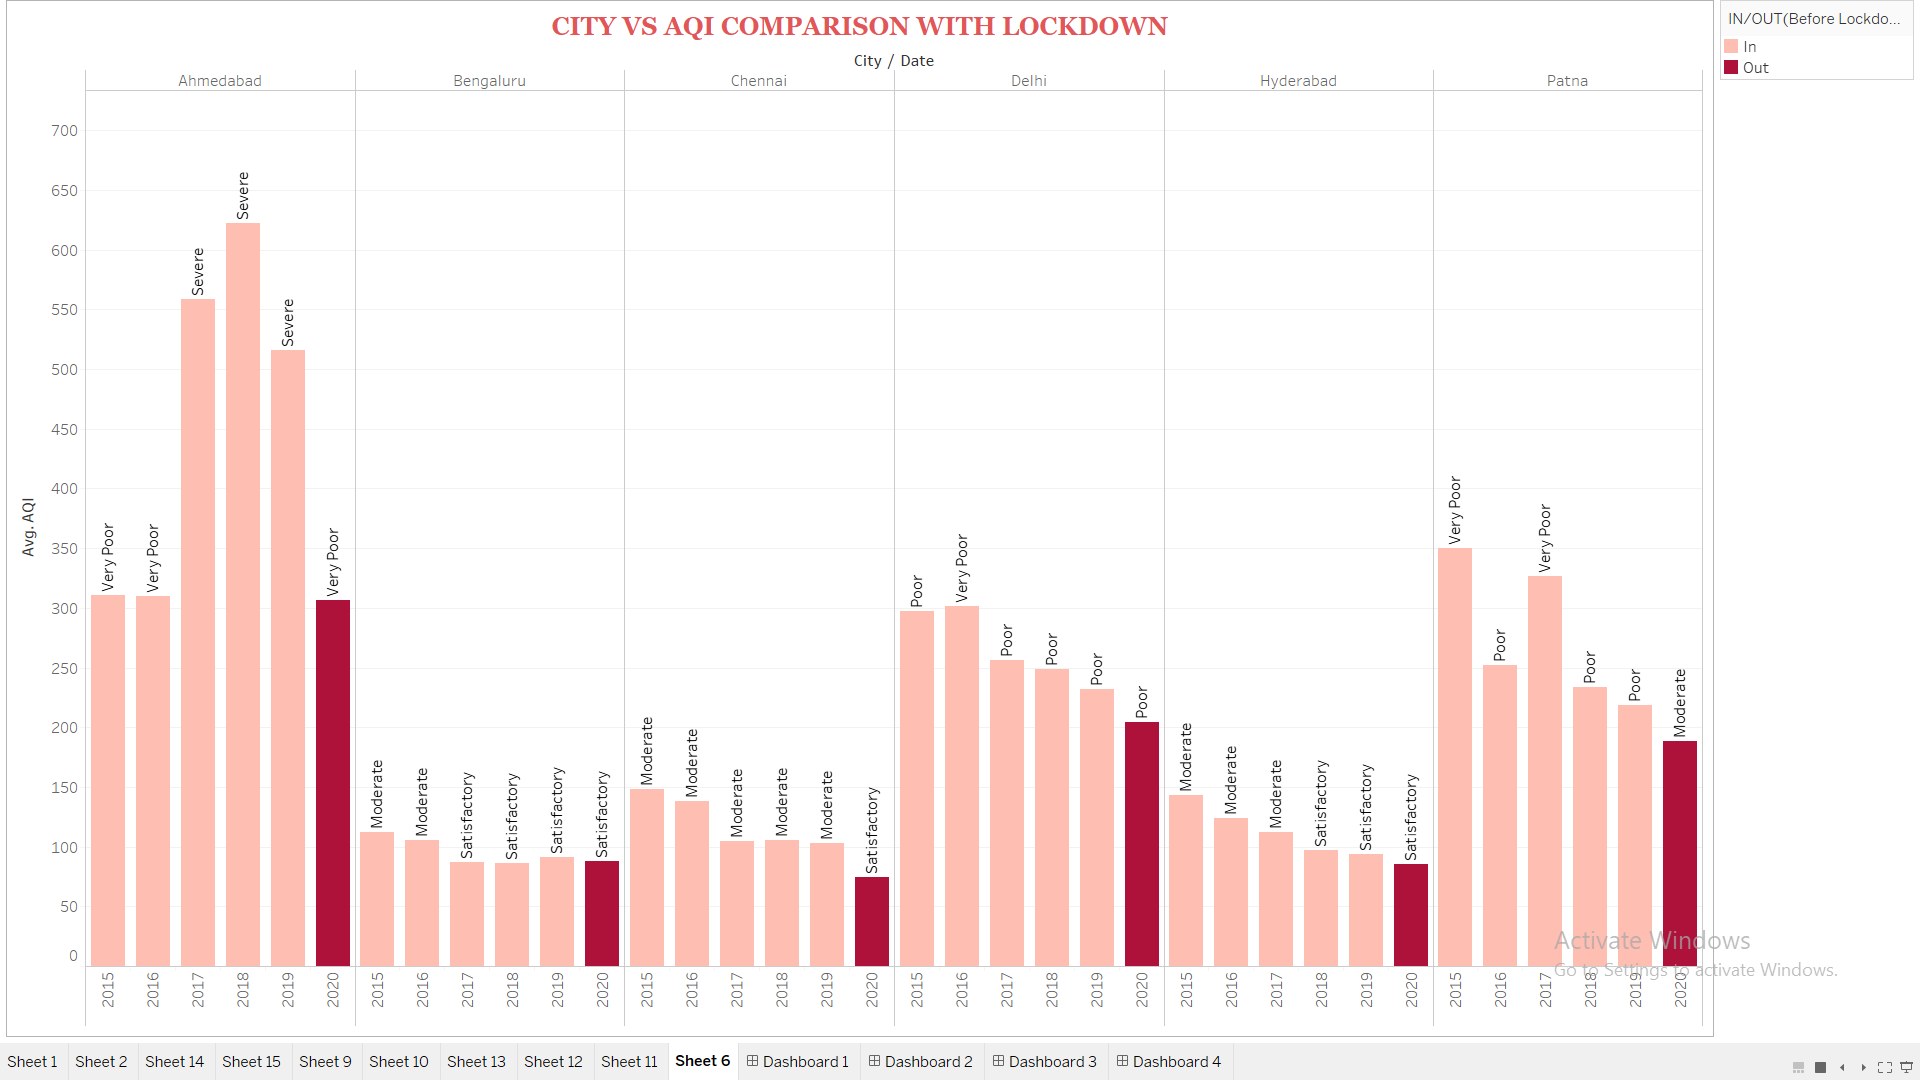 CITY VS AQI COMPARISON WITH LOCKDOWN
IN/OUT(Before Lockdo...
In
Out
City / Date
Ahmedabad Bengaluru Chennai Delhi Hyderabad Patna
Avg. AQI
700
650
600
550
500
450
400
350
300
250
200
150
100
50
0
Very Poor Very Poor Severe Severe Severe Very Poor
Moderate Moderate Satisfactory Satisfactory Satisfactory Satisfactory
Moderate Moderate Moderate Moderate Moderate Satisfactory
Poor Very Poor Poor Poor Poor Poor
Moderate Moderate Moderate Satisfactory Satisfactory Satisfactory
Very Poor Poor Very Poor Poor Poor Moderate
2015 2016 2017 2018 2019 2020 2015 2016 2017 2018 2019 2020 2015 2016 2017 2018 2019 2020 2015 2016 2017 2018 2019 2020 2015 2016 2017 2018 2019 2020 2015 2016 2017 2018 2019 2020
Activate Windows
Go to Settings to activate Windows.
Sheet 1 Sheet 2 Sheet 14 Sheet 15 Sheet 9 Sheet 10 Sheet 13 Sheet 12 Sheet 11 Sheet 6 Dashboard 1 Dashboard 2 Dashboard 3 Dashboard 4